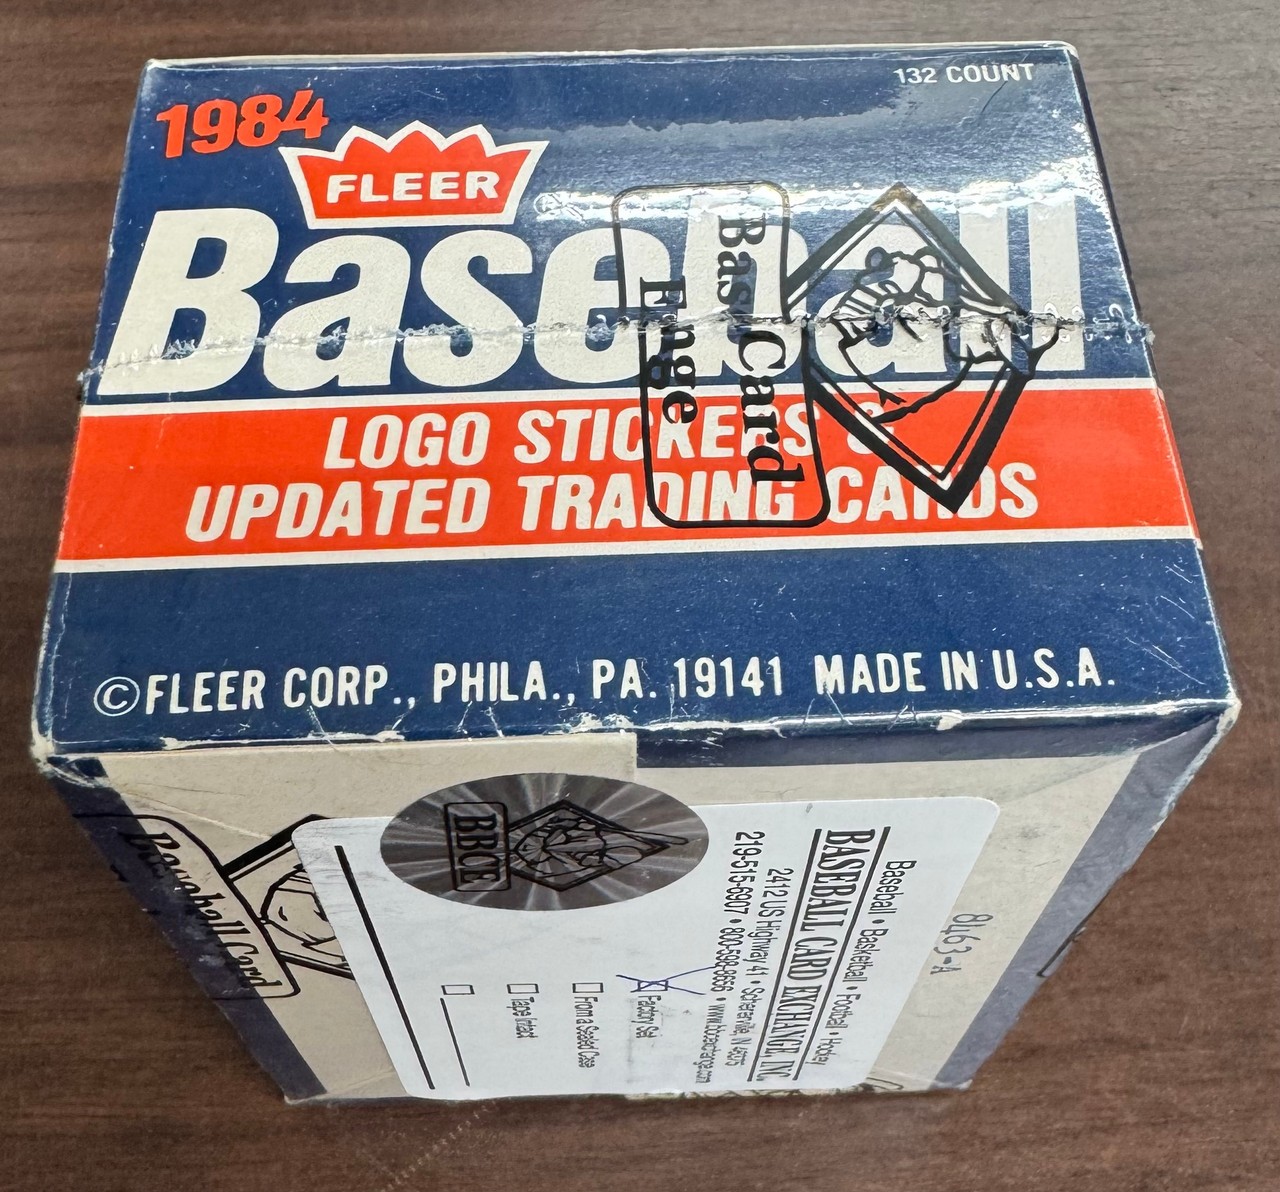 132 COUNT
1984
FLEER
®
Baseball
LOGO STICKERS &
UPDATED TRADING CARDS
© FLEER CORP., PHILA., PA. 19141 MADE IN U.S.A.
Baseball Card
BBCE
Baseball • Basketball • Football • Hockey
BASEBALL CARD EXCHANGE, INC.
2412 US Highway 41 • Schererville, IN 46375
219-515-6907 • 800-598-8656 • www.bbcexchange.com
Factory Set
From a Sealed Case
Tape Intact
8463-A
Base Card